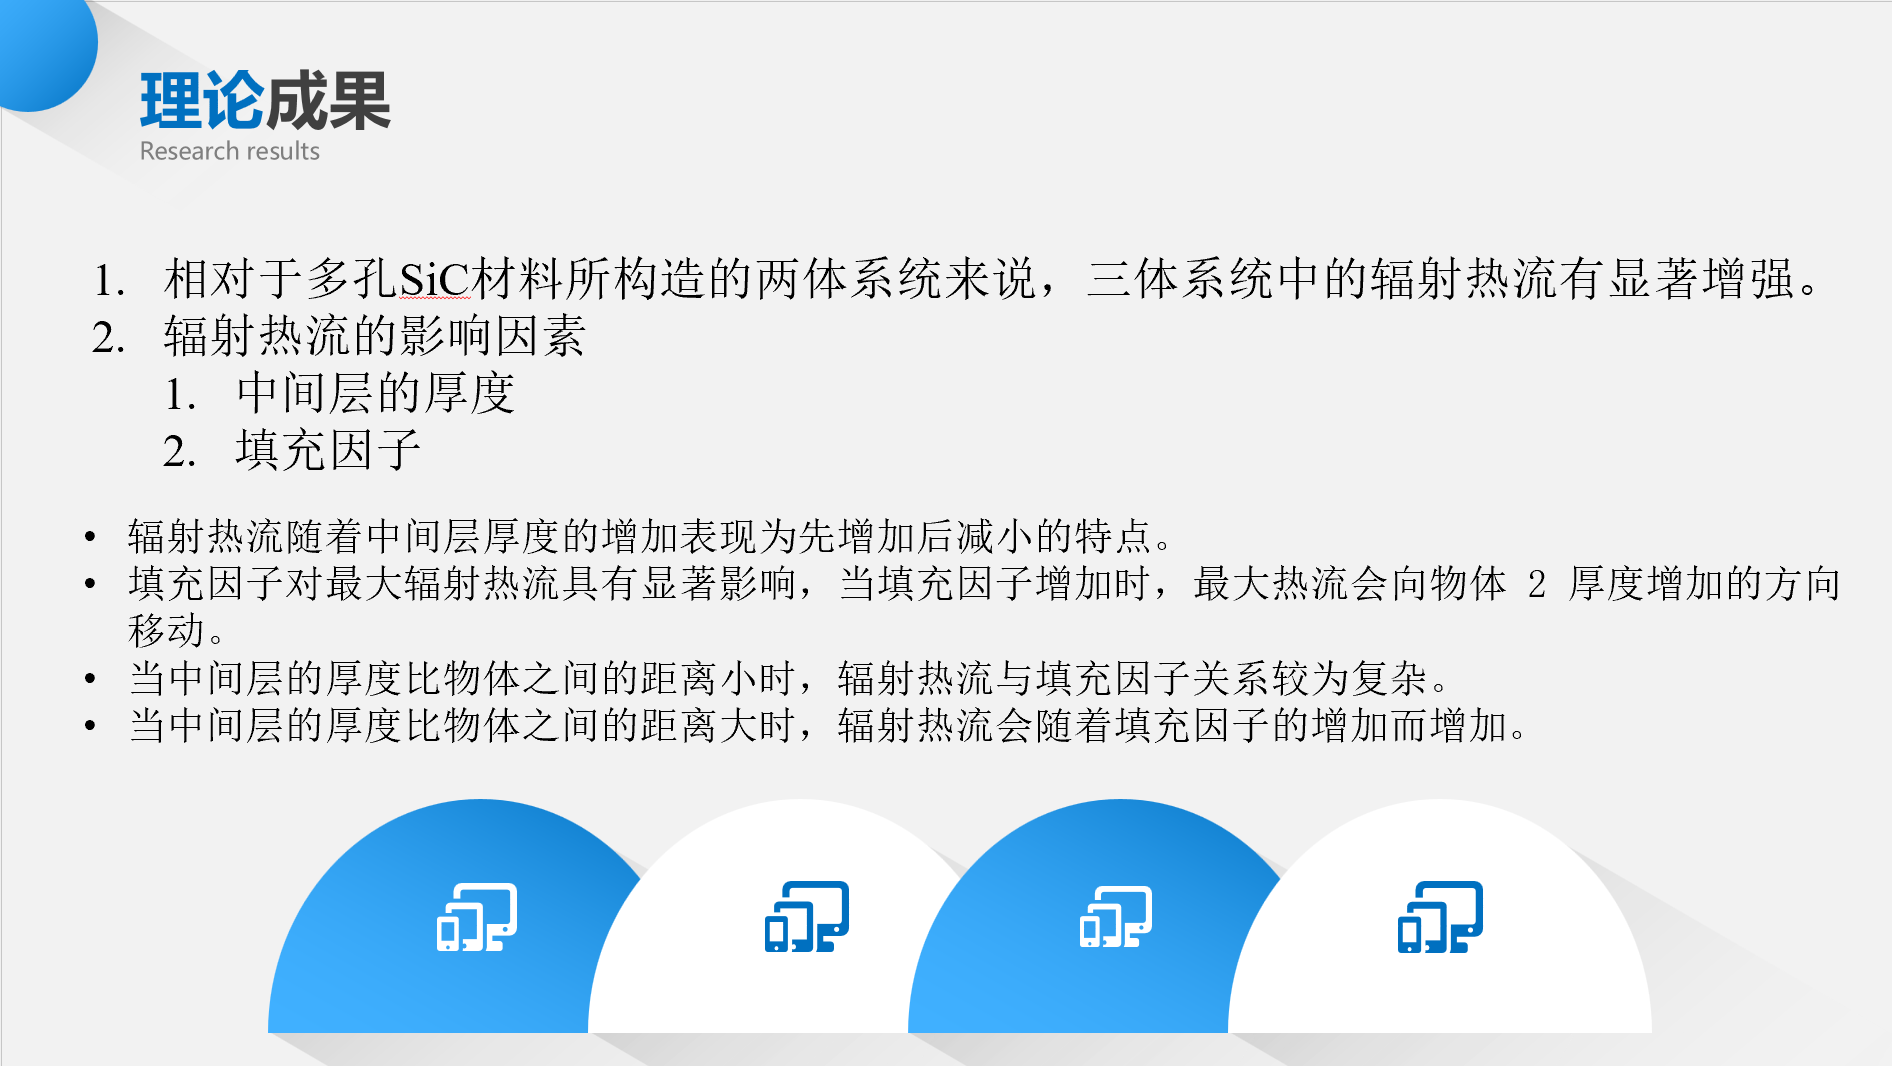 理论成果
Research results
1. 相对于多孔SiC材料所构造的两体系统来说，三体系统中的辐射热流有显著增强。
2. 辐射热流的影响因素
1. 中间层的厚度
2. 填充因子
• 辐射热流随着中间层厚度的增加表现为先增加后减小的特点。
• 填充因子对最大辐射热流具有显著影响，当填充因子增加时，最大热流会向物体 2 厚度增加的方向
移动。
• 当中间层的厚度比物体之间的距离小时，辐射热流与填充因子关系较为复杂。
• 当中间层的厚度比物体之间的距离大时，辐射热流会随着填充因子的增加而增加。